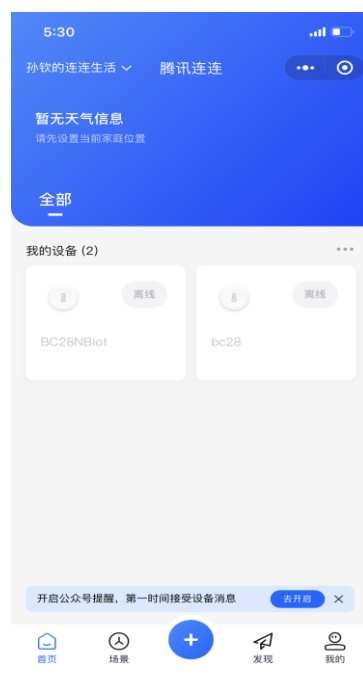 5:30
孙钦的连连生活 腾讯连连
暂无天气信息
请先设置当前家庭位置
全部
我的设备 (2)
离线 离线
BC28NBiot bc28
开启公众号提醒，第一时间接受设备消息 去开启
首页 场景 发现 我的